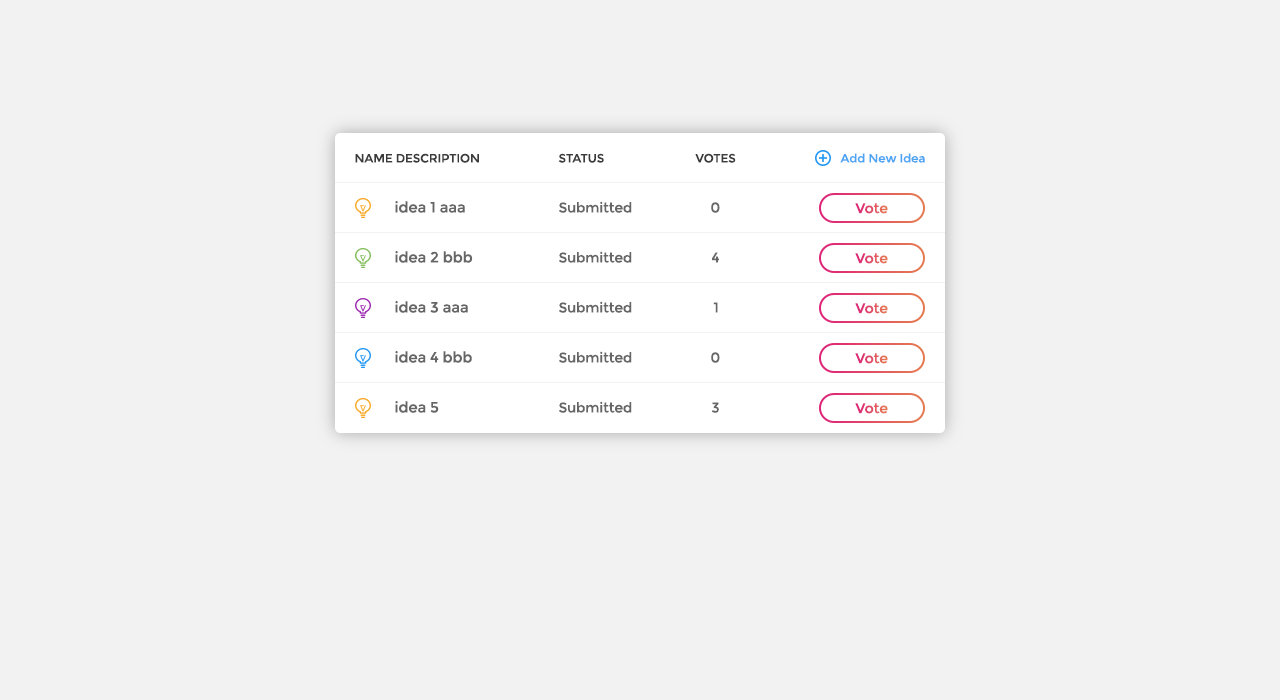 NAME DESCRIPTION STATUS VOTES Add New Idea
idea 1 aaa Submitted 0 Vote
idea 2 bbb Submitted 4 Vote
idea 3 aaa Submitted 1 Vote
idea 4 bbb Submitted 0 Vote
idea 5 Submitted 3 Vote